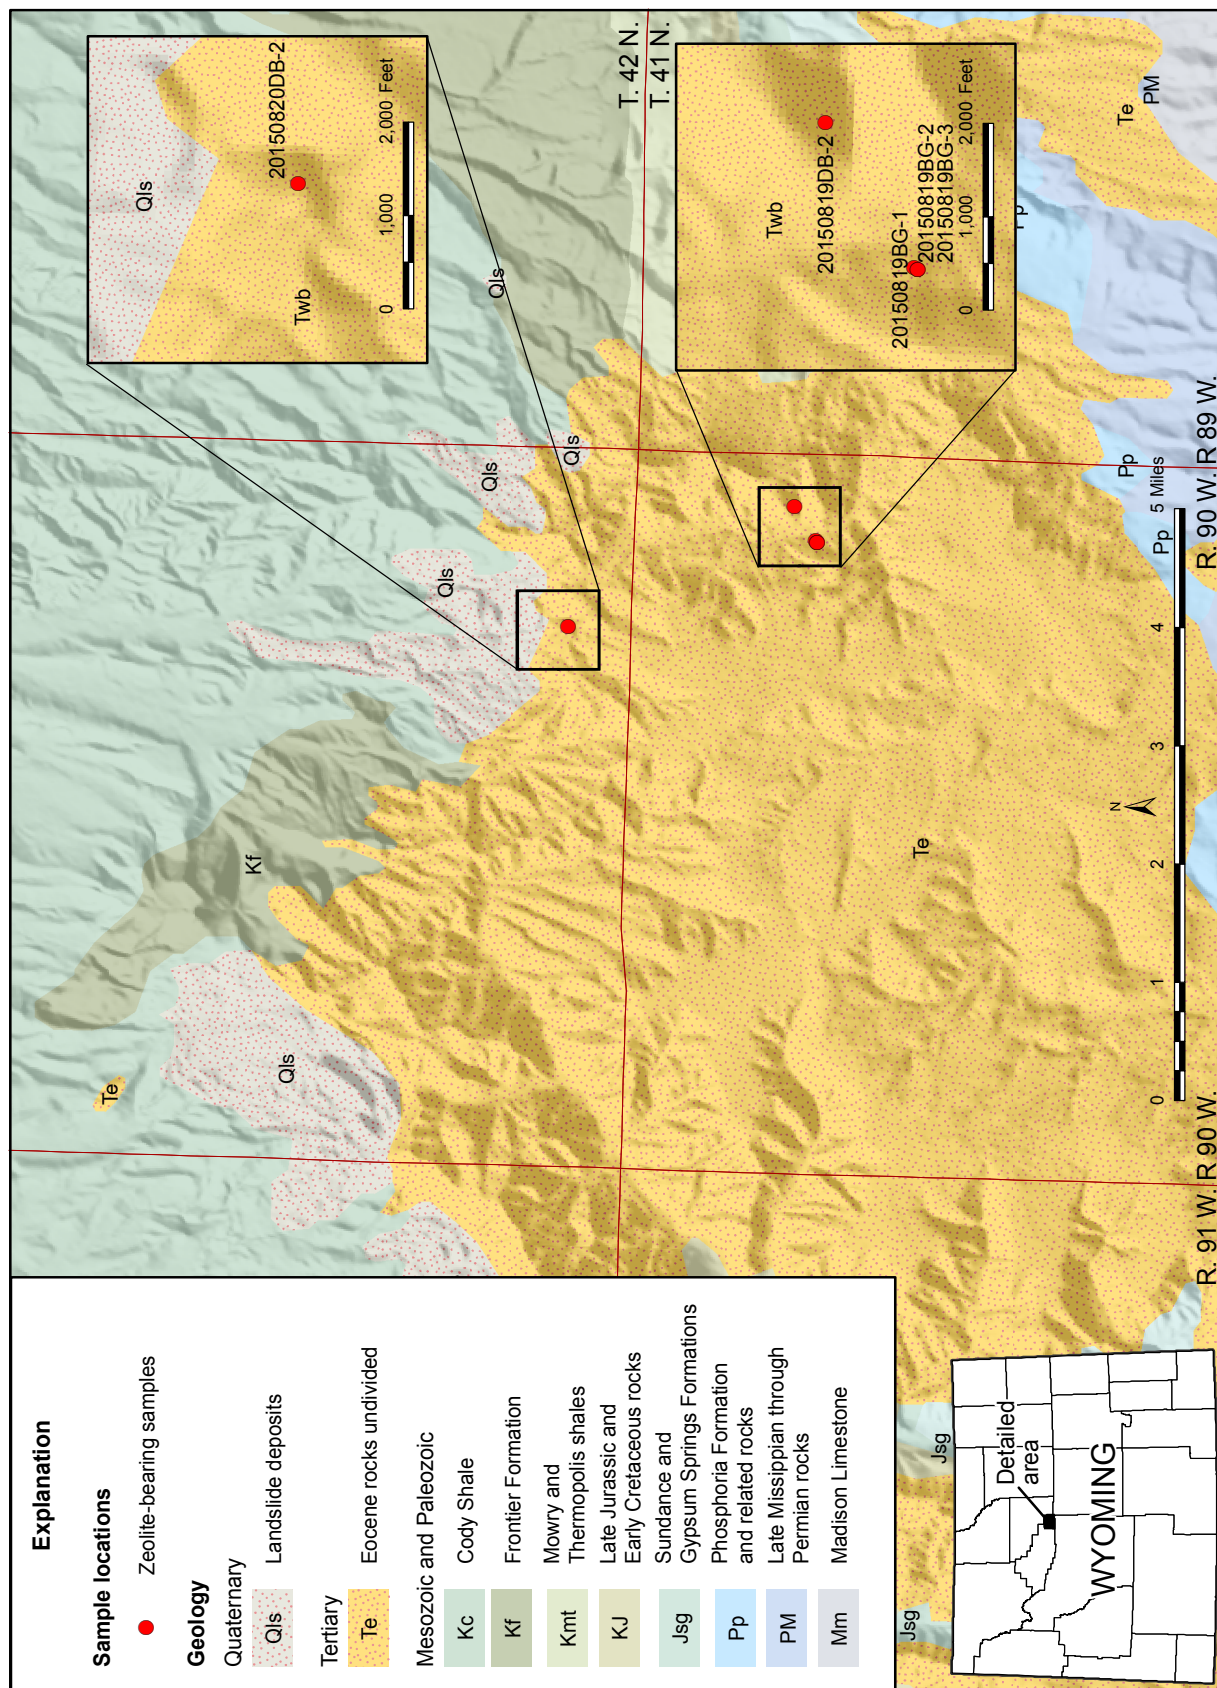 Explanation
Sample locations
Zeolite-bearing samples
Geology
Quaternary
Qls
Landslide deposits
Tertiary
Te
Eocene rocks undivided
Mesozoic and Paleozoic
Kc
Cody Shale
Kf
Frontier Formation
Kmt
Mowry and
Thermopolis shales
KJ
Late Jurassic and
Early Cretaceous rocks
Jsg
Sundance and
Gypsum Springs Formations
Pp
Phosphoria Formation
and related rocks
PM
Late Missippian through
Permian rocks
Mm
Madison Limestone
Jsg
Jsg
Detailed
area
WYOMING
Te
Qls
Kf
Qls
Qls
Qls
Qls
Te
Pp
Pp
Pp
Te
PM
Qls
20150820DB-2
Twb
0
1,000
2,000 Feet
Twb
20150819DB-2
20150819BG-1
20150819BG-2
20150819BG-3
0
1,000
2,000 Feet
T. 42 N.
T. 41 N.
N
0
1
2
3
4
5 Miles
R. 91 W.
R 90 W.
R. 90 W.
R 89 W.